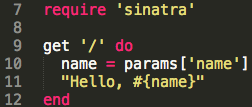 7 require 'sinatra'
8
9 get '/' do
10 name = params['name']
11 "Hello, #{name}"
12 end